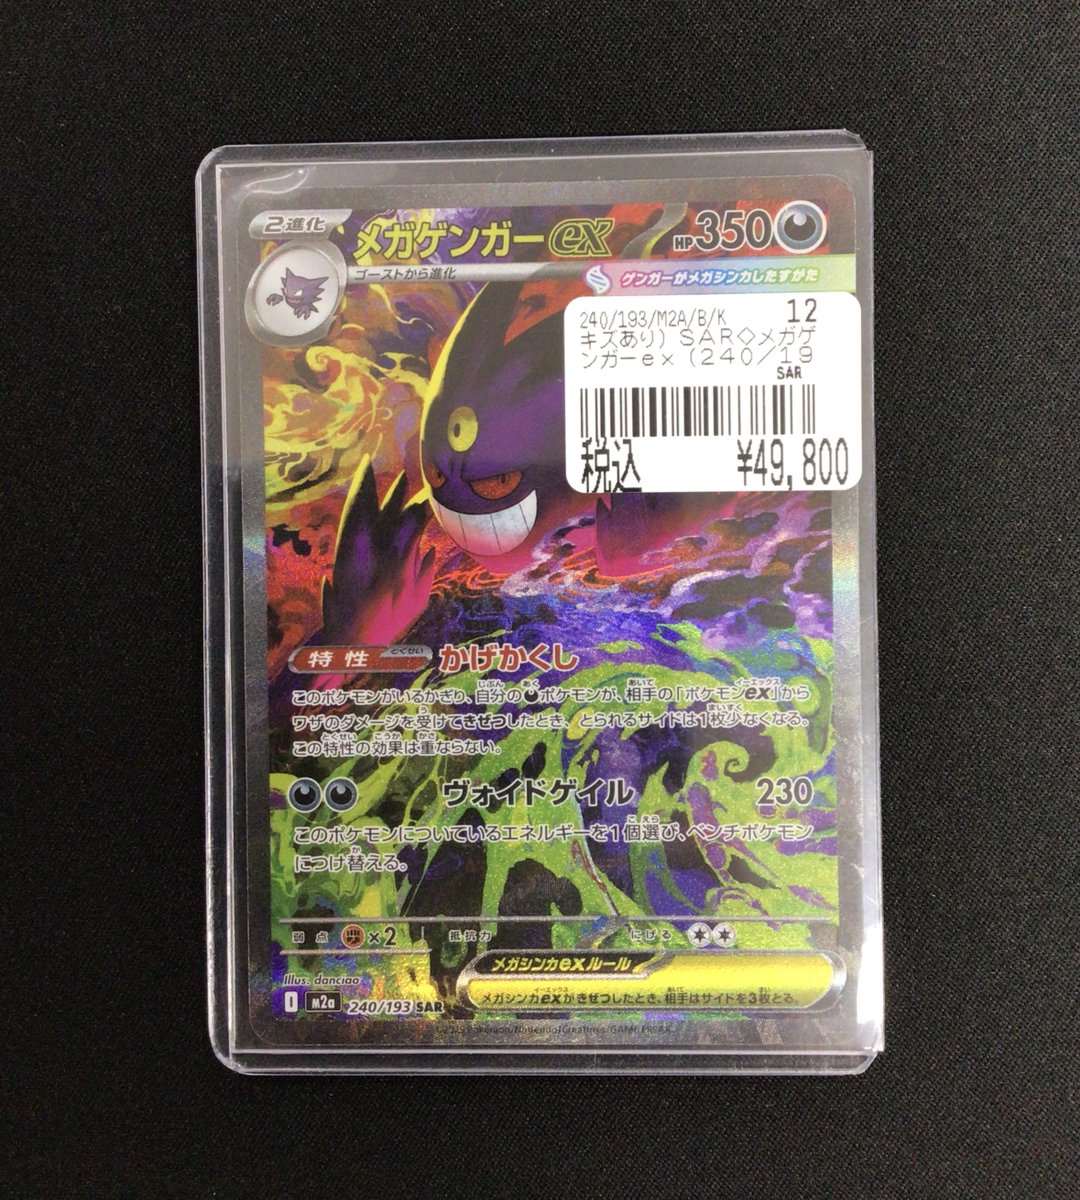 2進化
メガゲンガーex
HP350
ゴーストから進化
ゲンガーがメガシンカしたすがた
240/193/M2A/B/K 12
キズあり) SAR◇メガゲ
ンガーex (240/19
SAR
税込 ¥49,800
特性 とくせい かげかくし
このポケモンがいるかぎり、自分のポケモンが、相手の「ポケモンex」から
ワザのダメージを受けてきぜつしたとき、とられるサイドは1枚少なくなる。
この特性の効果は重ならない。
ヴォイドゲイル 230
このポケモンについているエネルギーを1個選び、ベンチポケモン
につけ替える。
弱点 ×2 抵抗力 にげる
メガシンカexルール
メガシンカexがきぜつしたとき、相手はサイドを3枚とる。
Illus. danciao
I M2a 240/193 SAR
©2025 Pokémon/Nintendo/Creatures/GAME FREAK